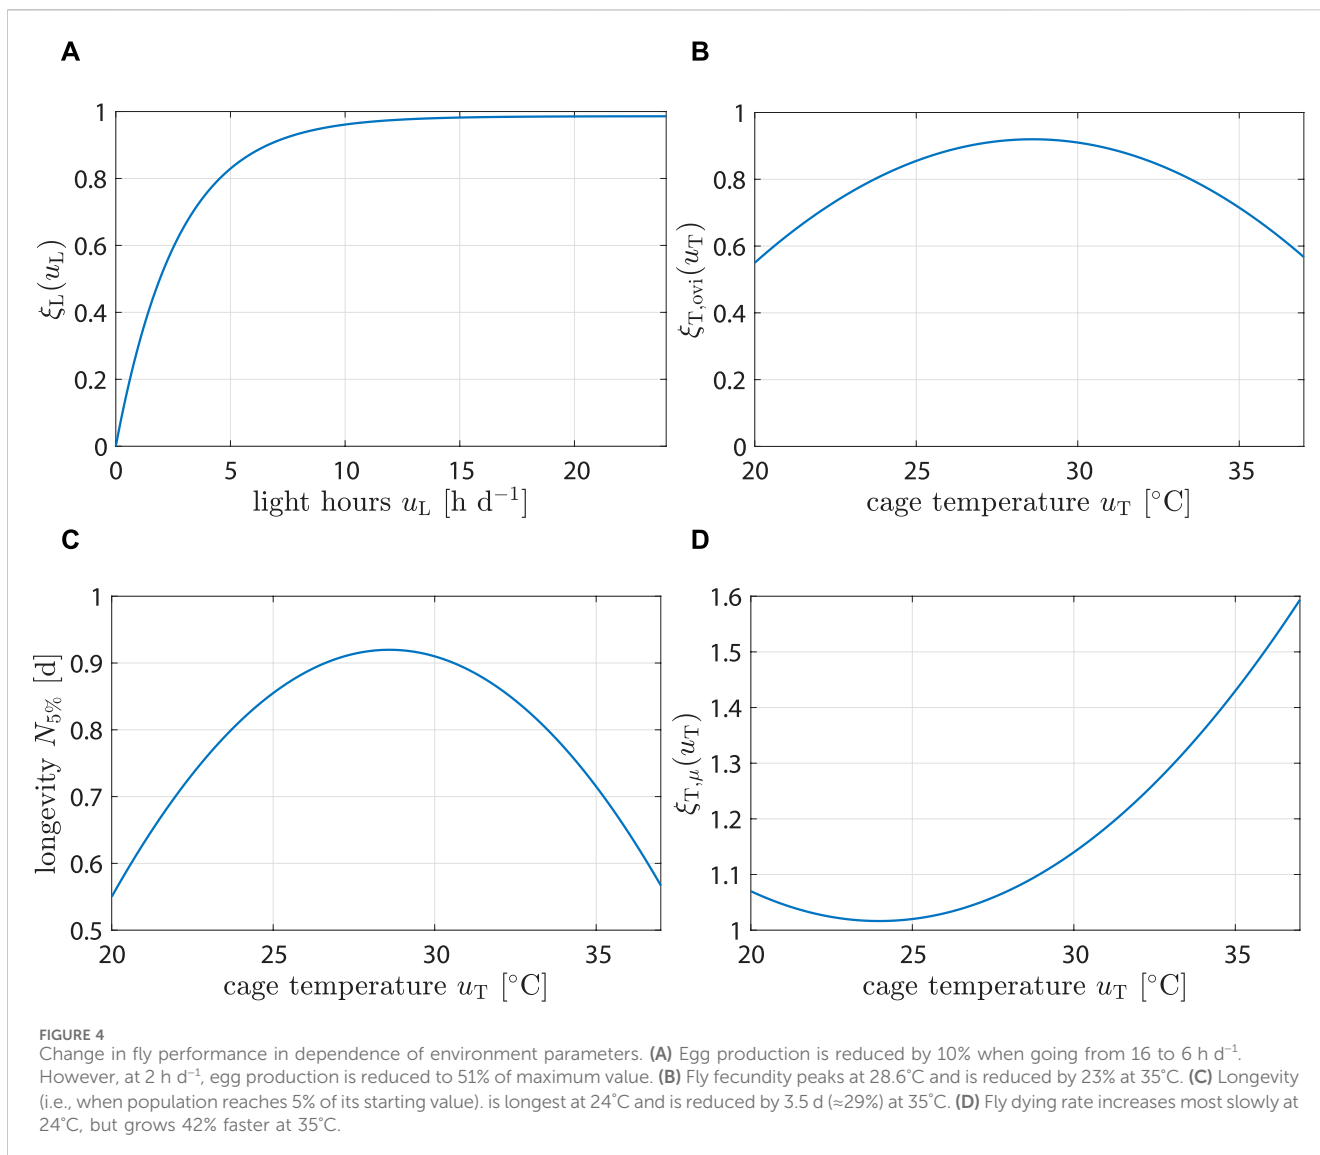 A
B
1
0.8
0.6
0.4
0.2
0
0 5 10 15 20
ξL(uL)
light hours uL [h d−1]
1
0.8
0.6
0.4
0.2
0
20 25 30 35
ξT,ovi(uT)
cage temperature uT [°C]
C
D
1
0.9
0.8
0.7
0.6
0.5
20 25 30 35
longevity N5% [d]
cage temperature uT [°C]
1.6
1.5
1.4
1.3
1.2
1.1
1
20 25 30 35
ξT,μ(uT)
cage temperature uT [°C]
FIGURE 4
Change in fly performance in dependence of environment parameters. (A) Egg production is reduced by 10% when going from 16 to 6 h d−1.
However, at 2 h d−1, egg production is reduced to 51% of maximum value. (B) Fly fecundity peaks at 28.6°C and is reduced by 23% at 35°C. (C) Longevity
(i.e., when population reaches 5% of its starting value). is longest at 24°C and is reduced by 3.5 d (≈29%) at 35°C. (D) Fly dying rate increases most slowly at
24°C, but grows 42% faster at 35°C.